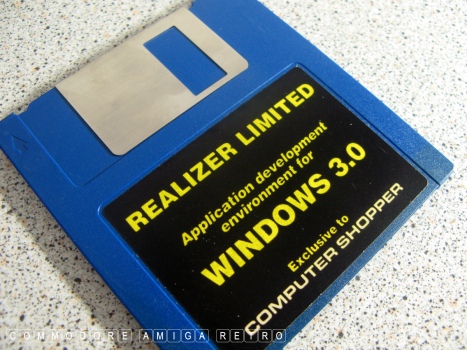 REALIZER LIMITED
Application development
environment for
WINDOWS 3.0
Exclusive to
COMPUTER SHOPPER
COMMODORE AMIGA RETRO